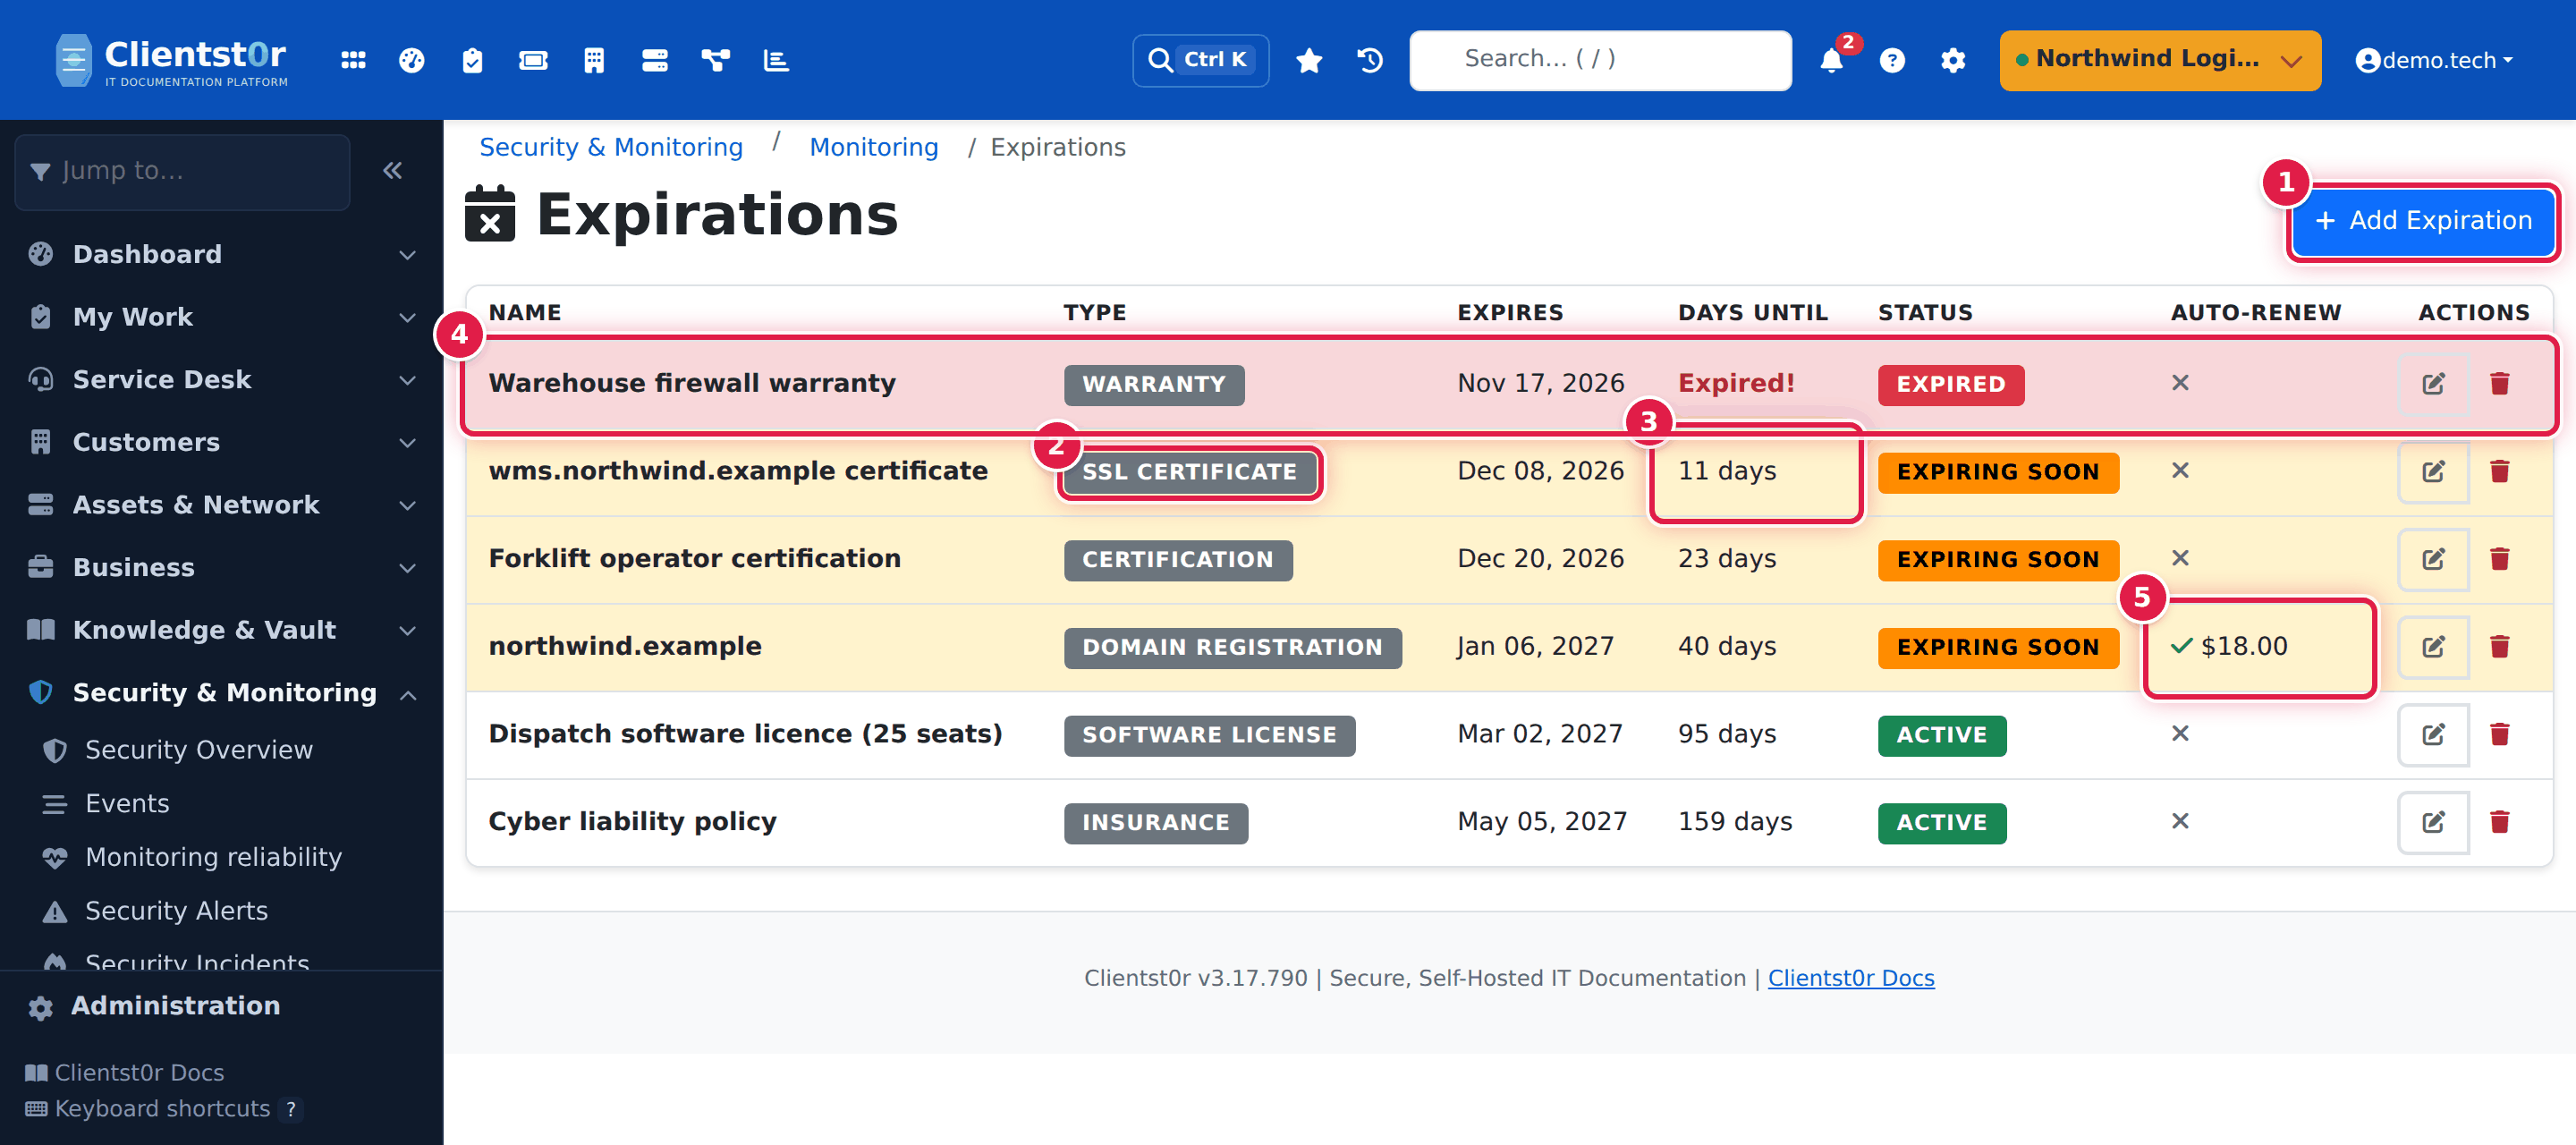 Clientst0r
IT DOCUMENTATION PLATFORM
Ctrl K
Search... ( / )
2
?
Northwind Logi...
demo.tech
Jump to...
Dashboard
My Work
Service Desk
Customers
Assets & Network
Business
Knowledge & Vault
Security & Monitoring
Security Overview
Events
Monitoring reliability
Security Alerts
Security Incidents
Administration
Clientst0r Docs
Keyboard shortcuts ?
Security & Monitoring / Monitoring / Expirations
Expirations
1
+ Add Expiration
NAME TYPE EXPIRES DAYS UNTIL STATUS AUTO-RENEW ACTIONS
4
Warehouse firewall warranty WARRANTY Nov 17, 2026 Expired! EXPIRED
3
2
wms.northwind.example certificate SSL CERTIFICATE Dec 08, 2026 11 days EXPIRING SOON
Forklift operator certification CERTIFICATION Dec 20, 2026 23 days EXPIRING SOON
5
northwind.example DOMAIN REGISTRATION Jan 06, 2027 40 days EXPIRING SOON $18.00
Dispatch software licence (25 seats) SOFTWARE LICENSE Mar 02, 2027 95 days ACTIVE
Cyber liability policy INSURANCE May 05, 2027 159 days ACTIVE
Clientst0r v3.17.790 | Secure, Self-Hosted IT Documentation | Clientst0r Docs